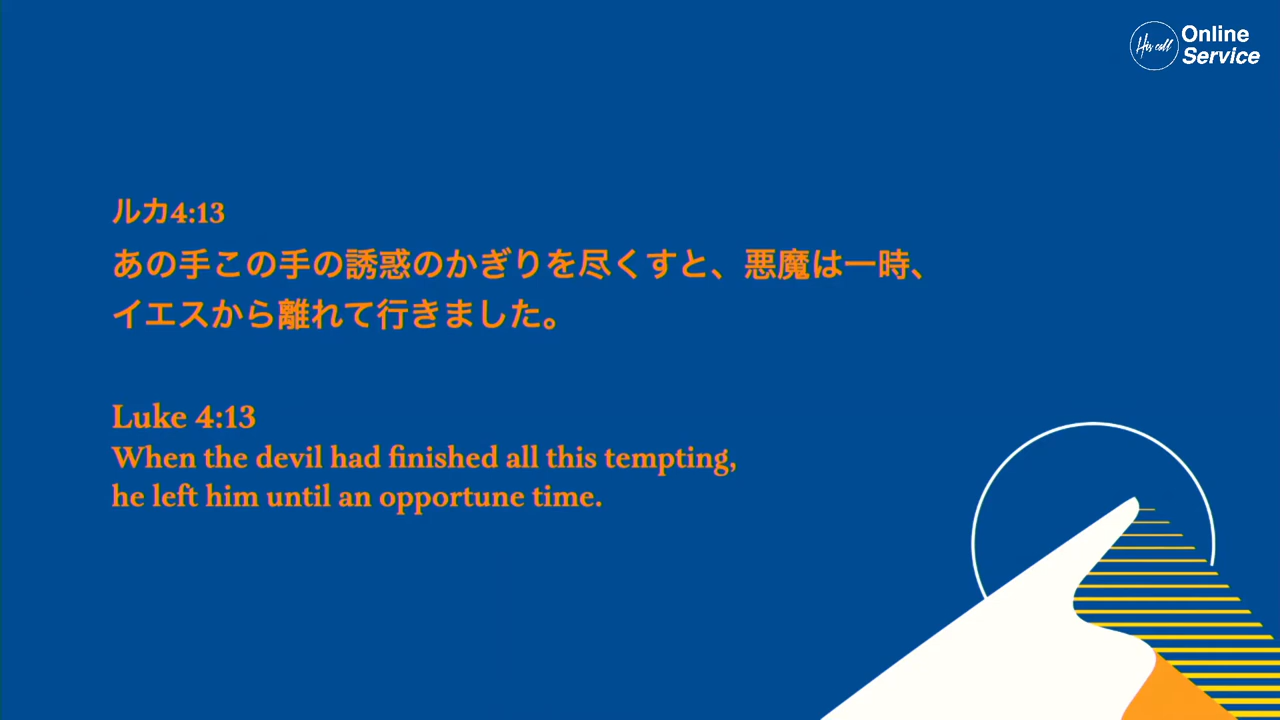 His call
Online
Service
ルカ4:13
あの手この手の誘惑のかぎりを尽くすと、悪魔は一時、
イエスから離れて行きました。
Luke 4:13
When the devil had finished all this tempting,
he left him until an opportune time.